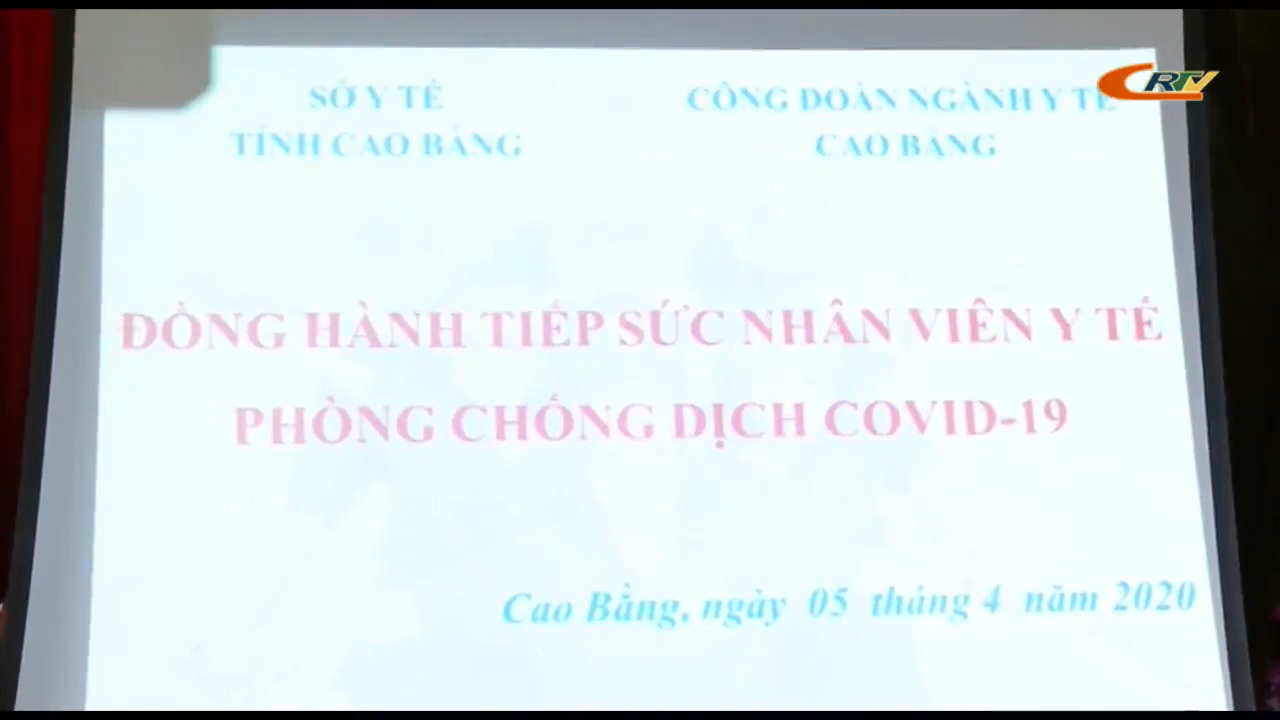 CRTV
SỞ Y TẾ
TỈNH CAO BẰNG
CÔNG ĐOÀN NGÀNH Y TẾ
CAO BẰNG
ĐỒNG HÀNH TIẾP SỨC NHÂN VIÊN Y TẾ
PHÒNG CHỐNG DỊCH COVID-19
Cao Bằng, ngày 05 tháng 4 năm 2020